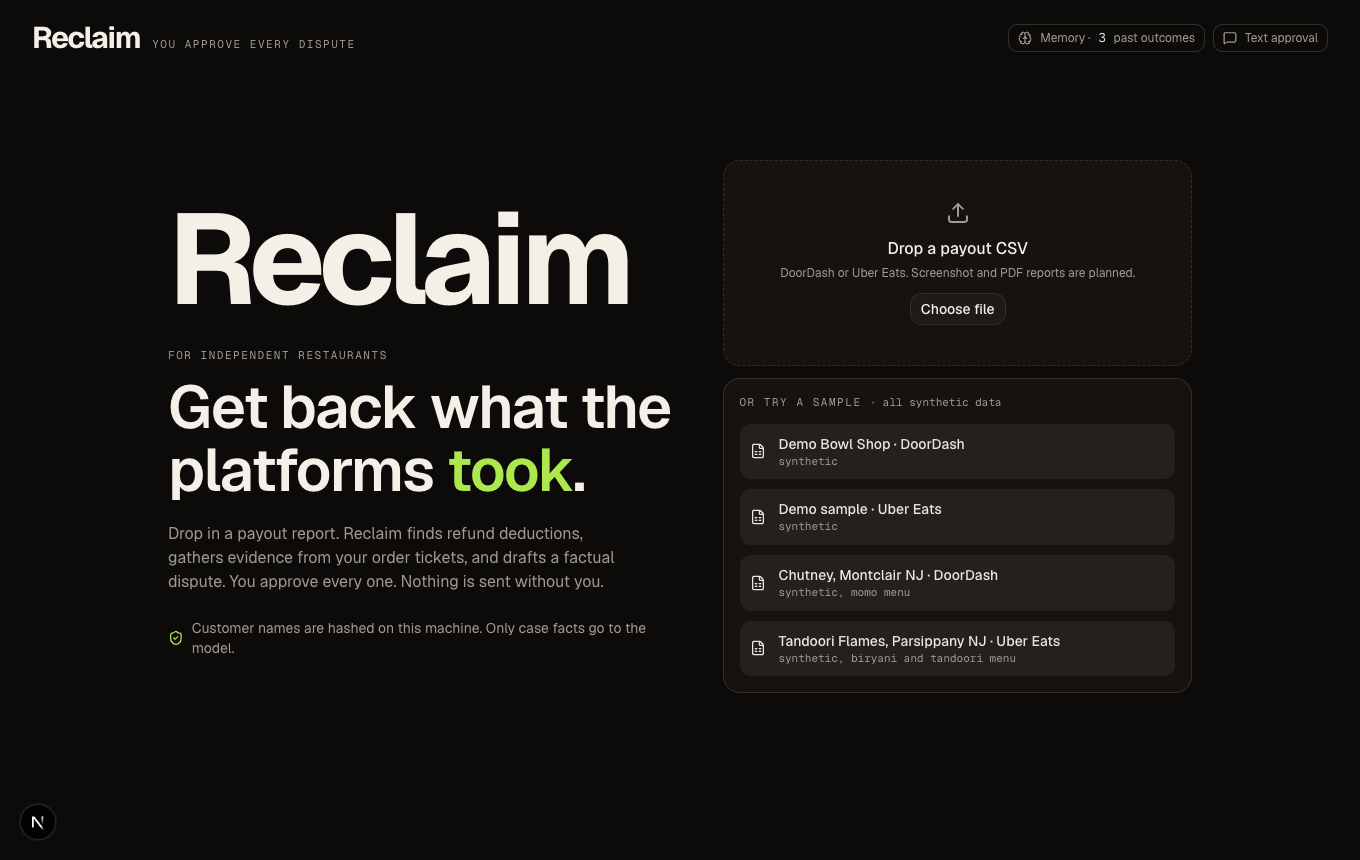 Reclaim YOU APPROVE EVERY DISPUTE
Memory · 3 past outcomes
Text approval
Reclaim
FOR INDEPENDENT RESTAURANTS
Get back what the
platforms took.
Drop in a payout report. Reclaim finds refund deductions,
gathers evidence from your order tickets, and drafts a factual
dispute. You approve every one. Nothing is sent without you.
Customer names are hashed on this machine. Only case facts go to the
model.
Drop a payout CSV
DoorDash or Uber Eats. Screenshot and PDF reports are planned.
Choose file
OR TRY A SAMPLE · all synthetic data
Demo Bowl Shop · DoorDash
synthetic
Demo sample · Uber Eats
synthetic
Chutney, Montclair NJ · DoorDash
synthetic, momo menu
Tandoori Flames, Parsippany NJ · Uber Eats
synthetic, biryani and tandoori menu
N